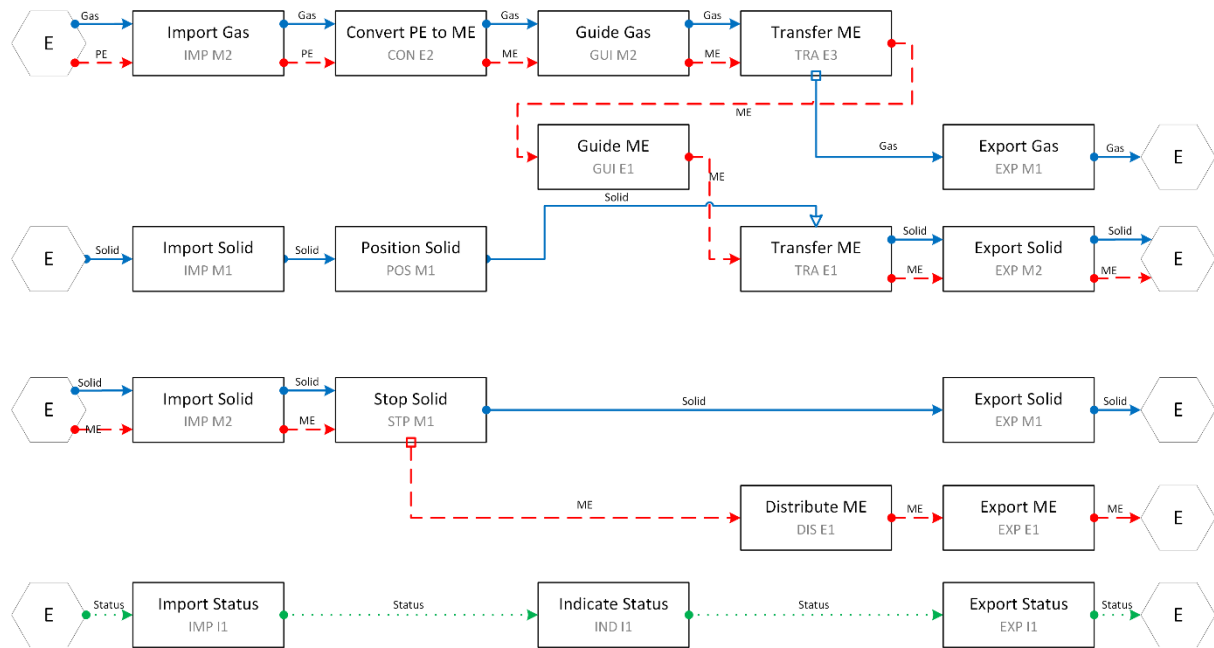 Gas Gas Gas Gas
E Import Gas Convert PE to ME Guide Gas Transfer ME
PE PE ME ME
IMP M2 CON E2 GUI M2 TRA E3
ME
Guide ME Gas Export Gas Gas E
GUI E1 EXP M1
ME
Solid
Solid Solid
E Solid Import Solid Solid Position Solid Transfer ME Export Solid E
IMP M1 POS M1 TRA E1 ME EXP M2 ME
Solid Solid
E Import Solid Stop Solid Solid Export Solid Solid E
ME IMP M2 ME STP M1 EXP M1
ME Distribute ME ME Export ME ME E
DIS E1 EXP E1
E Status Import Status Status Indicate Status Status Export Status Status E
IMP I1 IND I1 EXP I1